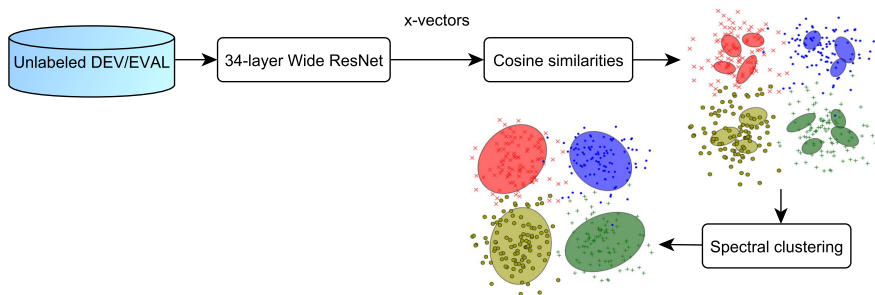 x-vectors
Unlabeled DEV/EVAL
34-layer Wide ResNet
Cosine similarities
Spectral clustering